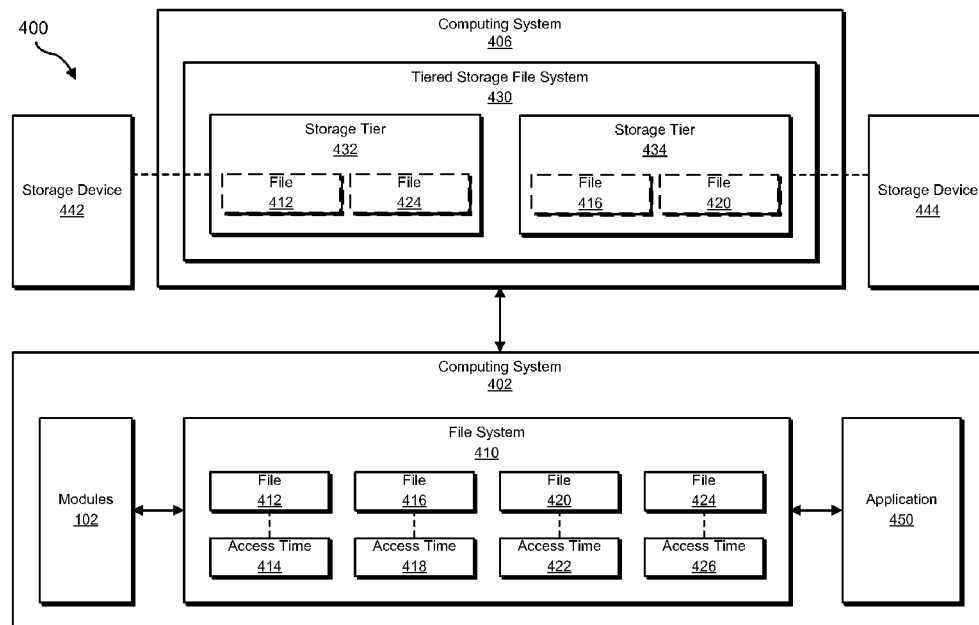 400
Computing System
406
Tiered Storage File System
430
Storage Tier
432
File
412
File
424
Storage Tier
434
File
416
File
420
Storage Device
442
Storage Device
444
Computing System
402
Modules
102
File System
410
File
412
File
416
File
420
File
424
Access Time
414
Access Time
418
Access Time
422
Access Time
426
Application
450